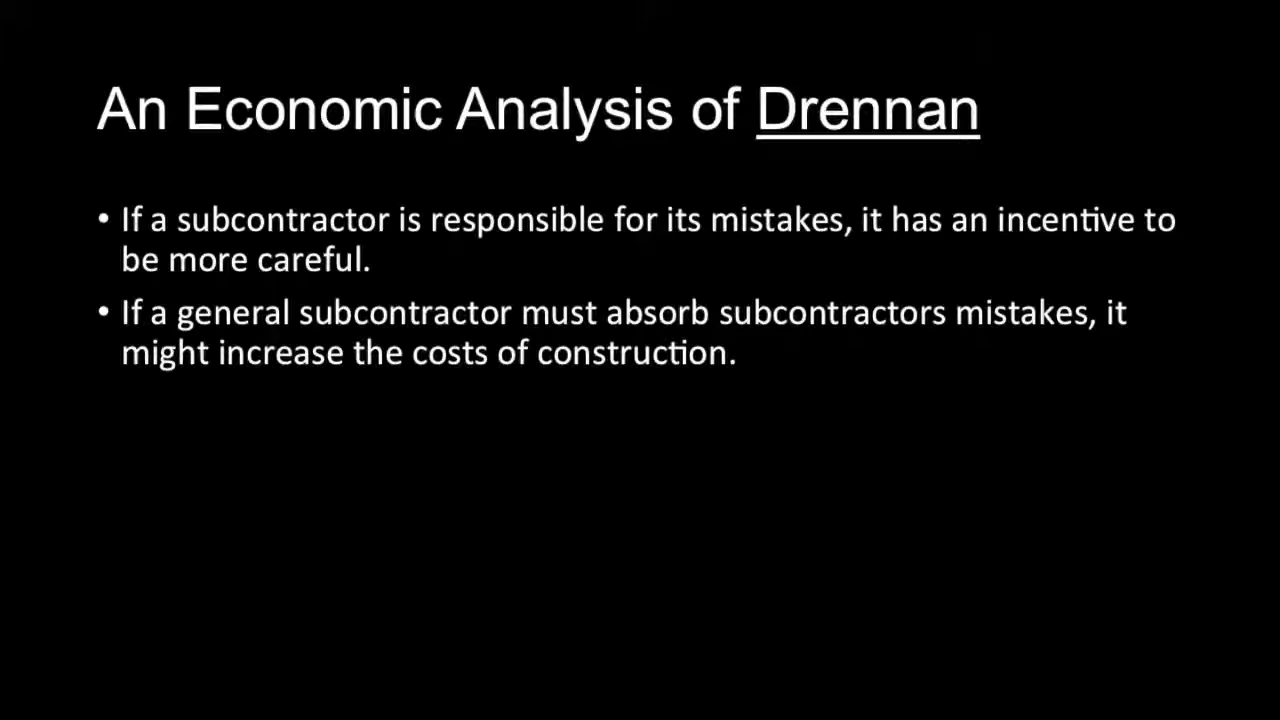 An Economic Analysis of Drennan
• If a subcontractor is responsible for its mistakes, it has an incentive to
be more careful.
• If a general subcontractor must absorb subcontractors mistakes, it
might increase the costs of construction.